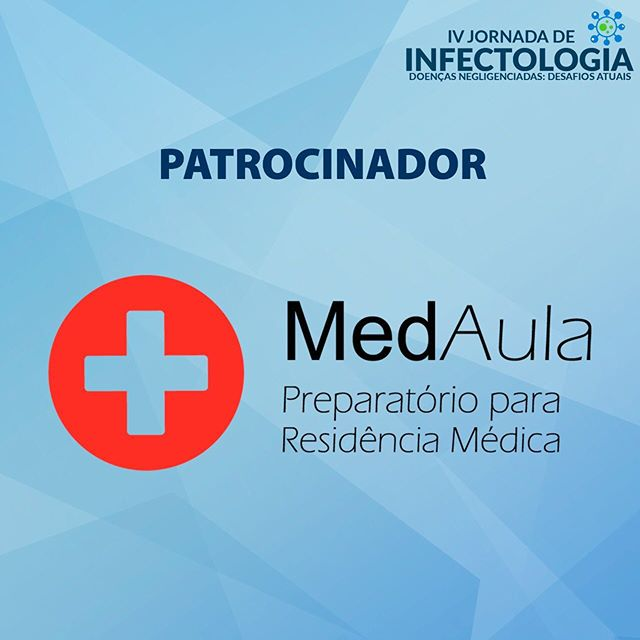 IV JORNADA DE
INFECTOLOGIA
DOENÇAS NEGLIGENCIADAS: DESAFIOS ATUAIS
PATROCINADOR
MedAula
Preparatório para
Residência Médica